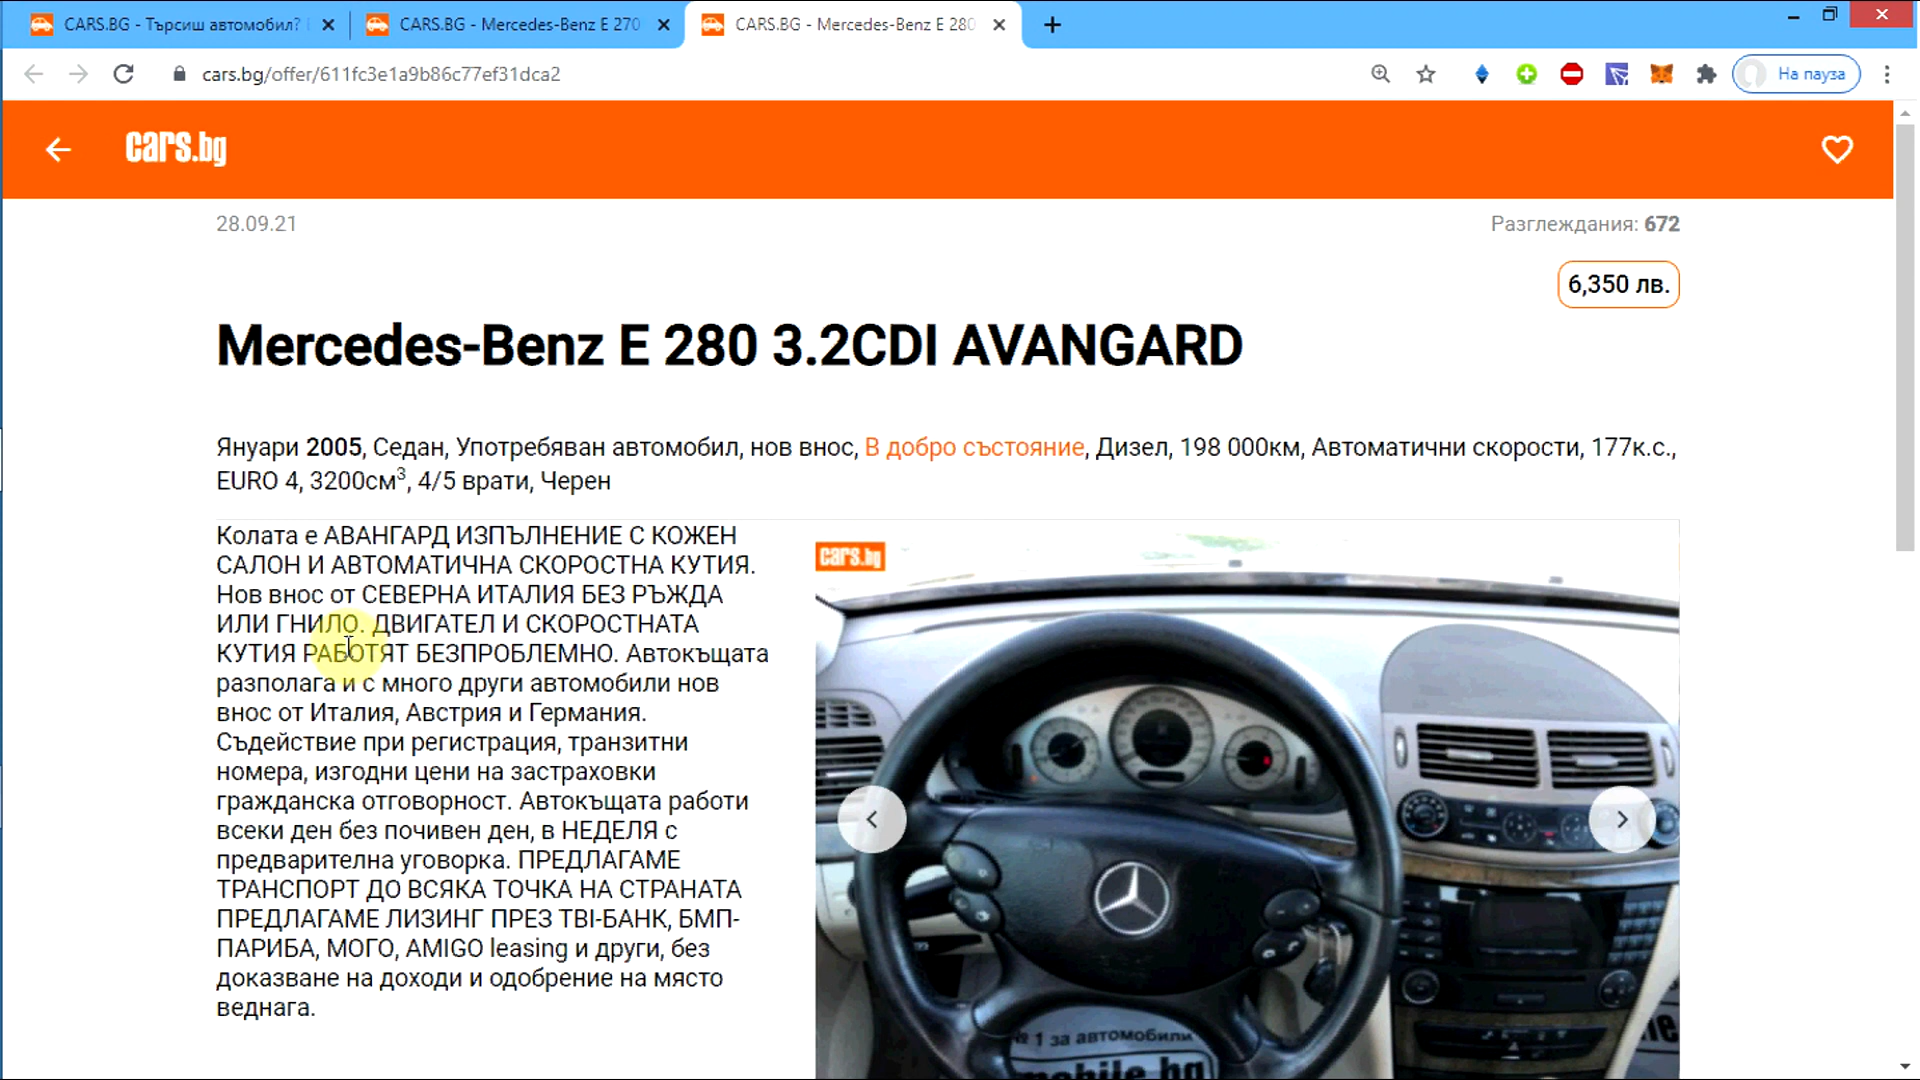 CARS.BG - Търсиш автомобил?
CARS.BG - Mercedes-Benz E 270
CARS.BG - Mercedes-Benz E 280
cars.bg/offer/611fc3e1a9b86c77ef31dca2
На пауза
cars.bg
28.09.21
Разглеждания: 672
6,350 лв.
Mercedes-Benz E 280 3.2CDI AVANGARD
Януари 2005, Седан, Употребяван автомобил, нов внос, В добро състояние, Дизел, 198 000км, Автоматични скорости, 177к.с.,
EURO 4, 3200см³, 4/5 врати, Черен
Колата е АВАНГАРД ИЗПЪЛНЕНИЕ С КОЖЕН
САЛОН И АВТОМАТИЧНА СКОРОСТНА КУТИЯ.
Нов внос от СЕВЕРНА ИТАЛИЯ БЕЗ РЪЖДА
ИЛИ ГНИЛО. ДВИГАТЕЛ И СКОРОСТНАТА
КУТИЯ РАБОТЯТ БЕЗПРОБЛЕМНО. Автокъщата
разполага и с много други автомобили нов
внос от Италия, Австрия и Германия.
Съдействие при регистрация, транзитни
номера, изгодни цени на застраховки
гражданска отговорност. Автокъщата работи
всеки ден без почивен ден, в НЕДЕЛЯ с
предварителна уговорка. ПРЕДЛАГАМЕ
ТРАНСПОРТ ДО ВСЯКА ТОЧКА НА СТРАНАТА
ПРЕДЛАГАМЕ ЛИЗИНГ ПРЕЗ TBI-БАНК, БМП-
ПАРИБА, МОГО, AMIGO leasing и други, без
доказване на доходи и одобрение на място
веднага.
cars.bg
№ 1 за автомобили
mobile.bg